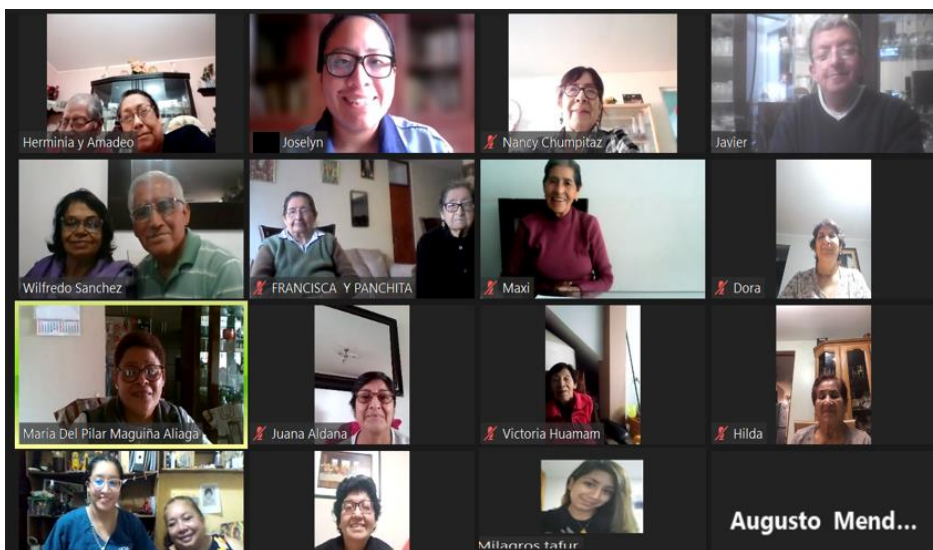 Herminia y Amadeo
Joselyn
Nancy Chumpitaz
Javier
Wilfredo Sanchez
FRANCISCA Y PANCHITA
Maxi
Dora
María Del Pilar Maguiña Aliaga
Juana Aldana
Victoria Huamam
Hilda
Milagros tafur
Augusto Mend...